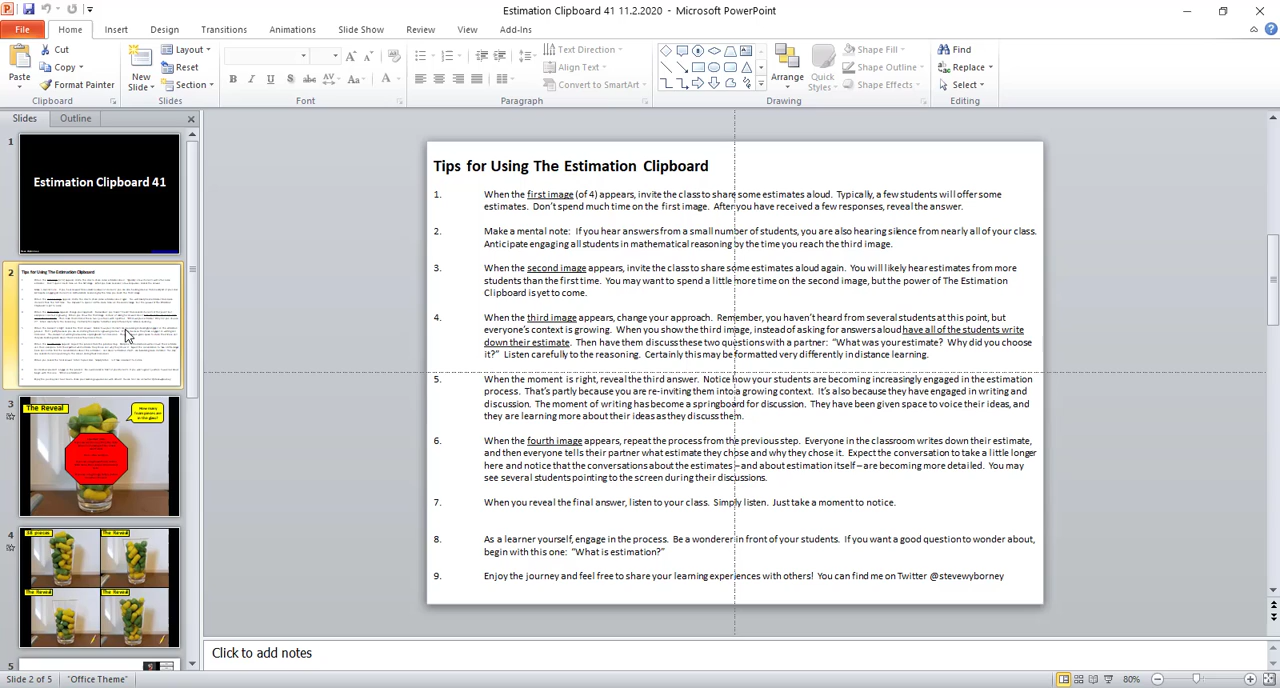 Estimation Clipboard 41 11.2.2020 - Microsoft PowerPoint
File Home Insert Design Transitions Animations Slide Show Review View Add-Ins
Paste
Cut
Copy
Format Painter
Clipboard
New Slide
Layout
Reset
Section
Slides
Font
Text Direction
Align Text
Convert to SmartArt
Paragraph
Arrange
Quick Styles
Shape Fill
Shape Outline
Shape Effects
Drawing
Find
Replace
Select
Editing
Slides Outline
1
Estimation Clipboard 41
2
Tips for Using The Estimation Clipboard
3
The Reveal
4
The Reveal
The Reveal
The Reveal
5
Tips for Using The Estimation Clipboard
1. When the first image (of 4) appears, invite the class to share some estimates aloud. Typically, a few students will offer some
estimates. Don't spend much time on the first image. After you have received a few responses, reveal the answer.
2. Make a mental note: If you hear answers from a small number of students, you are also hearing silence from nearly all of your class.
Anticipate engaging all students in mathematical reasoning by the time you reach the third image.
3. When the second image appears, invite the class to share some estimates aloud again. You will likely hear estimates from more
students than the first time. You may want to spend a little more time on the second image, but the power of The Estimation
Clipboard is yet to come.
4. When the third image appears, change your approach. Remember, you have heard from several students at this point, but
everyone's insight is growing. When you show the third image, instead of asking for answers aloud have all of the students write
down their estimate. Then have them discuss these two questions with a partner: "What was your estimate? Why did you choose
it?" Listen carefully to the reasoning. Certainly this may be formatted very differently in distance learning.
5. When the moment is right, reveal the third answer. Notice how your students are becoming increasingly engaged in the estimation
process. That's partly because you are re-inviting them into a growing context. It's also because they have engaged in writing and
discussion. The moment of writing has become a springboard for discussion. They have been given space to voice their ideas, and
they are learning more about their ideas as they discuss them.
6. When the fourth image appears, repeat the process from the previous step. Everyone in the classroom writes down their estimate,
and then everyone tells their partner what estimate they chose and why they chose it. Expect the conversation to take a little longer
here and notice that the conversations about the estimates – and about estimation itself – are becoming more detailed. You may
see several students pointing to the screen during their discussions.
7. When you reveal the final answer, listen to your class. Simply listen. Just take a moment to notice.
8. As a learner yourself, engage in the process. Be a wonderer in front of your students. If you want a good question to wonder about,
begin with this one: "What is estimation?"
9. Enjoy the journey and feel free to share your learning experiences with others! You can find me on Twitter @stevewyborney
Click to add notes
Slide 2 of 5 "Office Theme" 80%